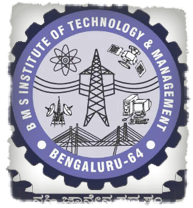 B M S INSTITUTE OF TECHNOLOGY & MANAGEMENT
• BENGALURU-64 •